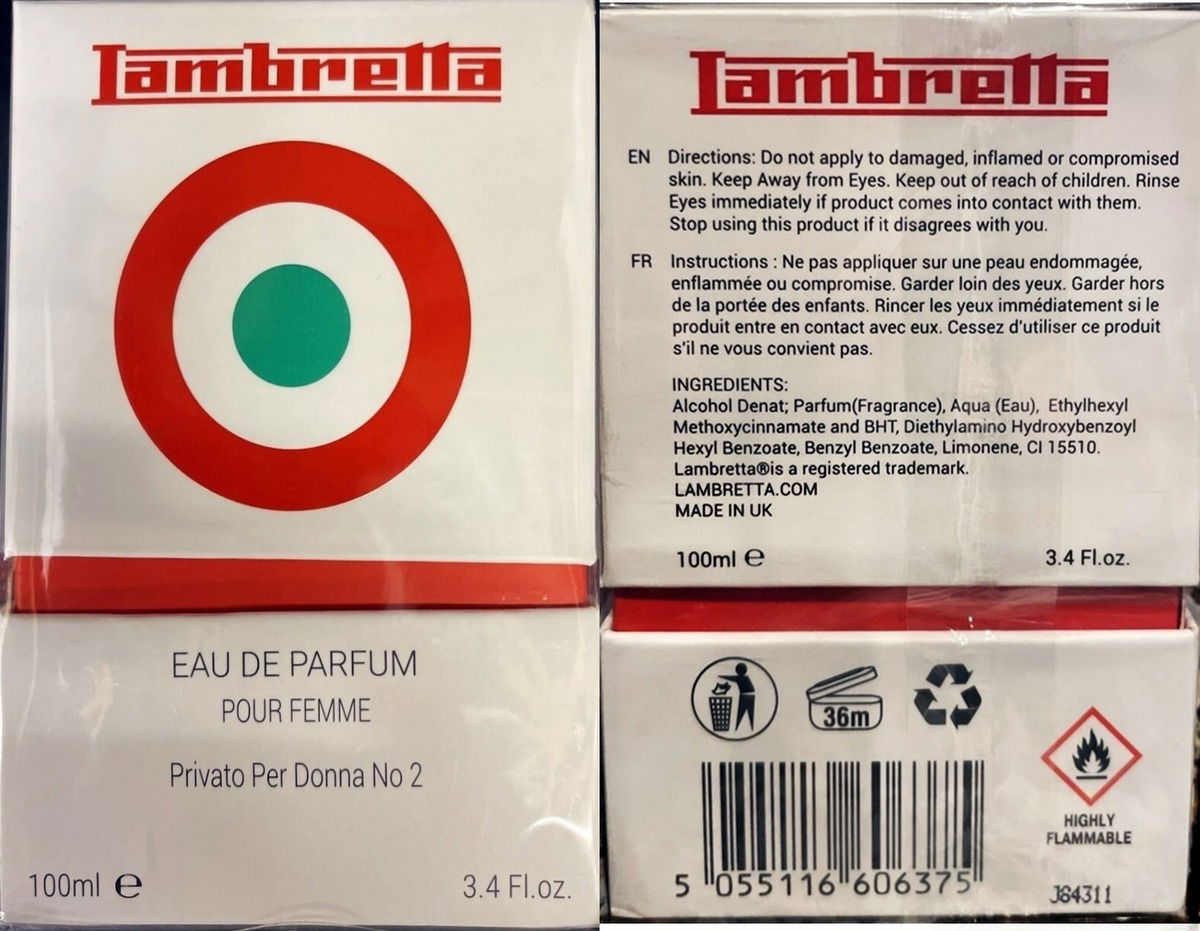 Lambretta
EAU DE PARFUM
POUR FEMME
Privato Per Donna No 2
100ml ℮ 3.4 Fl.oz.
Lambretta
EN Directions: Do not apply to damaged, inflamed or compromised
skin. Keep Away from Eyes. Keep out of reach of children. Rinse
Eyes immediately if product comes into contact with them.
Stop using this product if it disagrees with you.
FR Instructions : Ne pas appliquer sur une peau endommagée,
enflammée ou compromise. Garder loin des yeux. Garder hors
de la portée des enfants. Rincer les yeux immédiatement si le
produit entre en contact avec eux. Cessez d'utiliser ce produit
s'il ne vous convient pas.
INGREDIENTS:
Alcohol Denat; Parfum(Fragrance), Aqua (Eau), Ethylhexyl
Methoxycinnamate and BHT, Diethylamino Hydroxybenzoyl
Hexyl Benzoate, Benzyl Benzoate, Limonene, CI 15510.
Lambretta®is a registered trademark.
LAMBRETTA.COM
MADE IN UK
100ml ℮ 3.4 Fl.oz.
36m
HIGHLY
FLAMMABLE
5 055116 606375
J64311